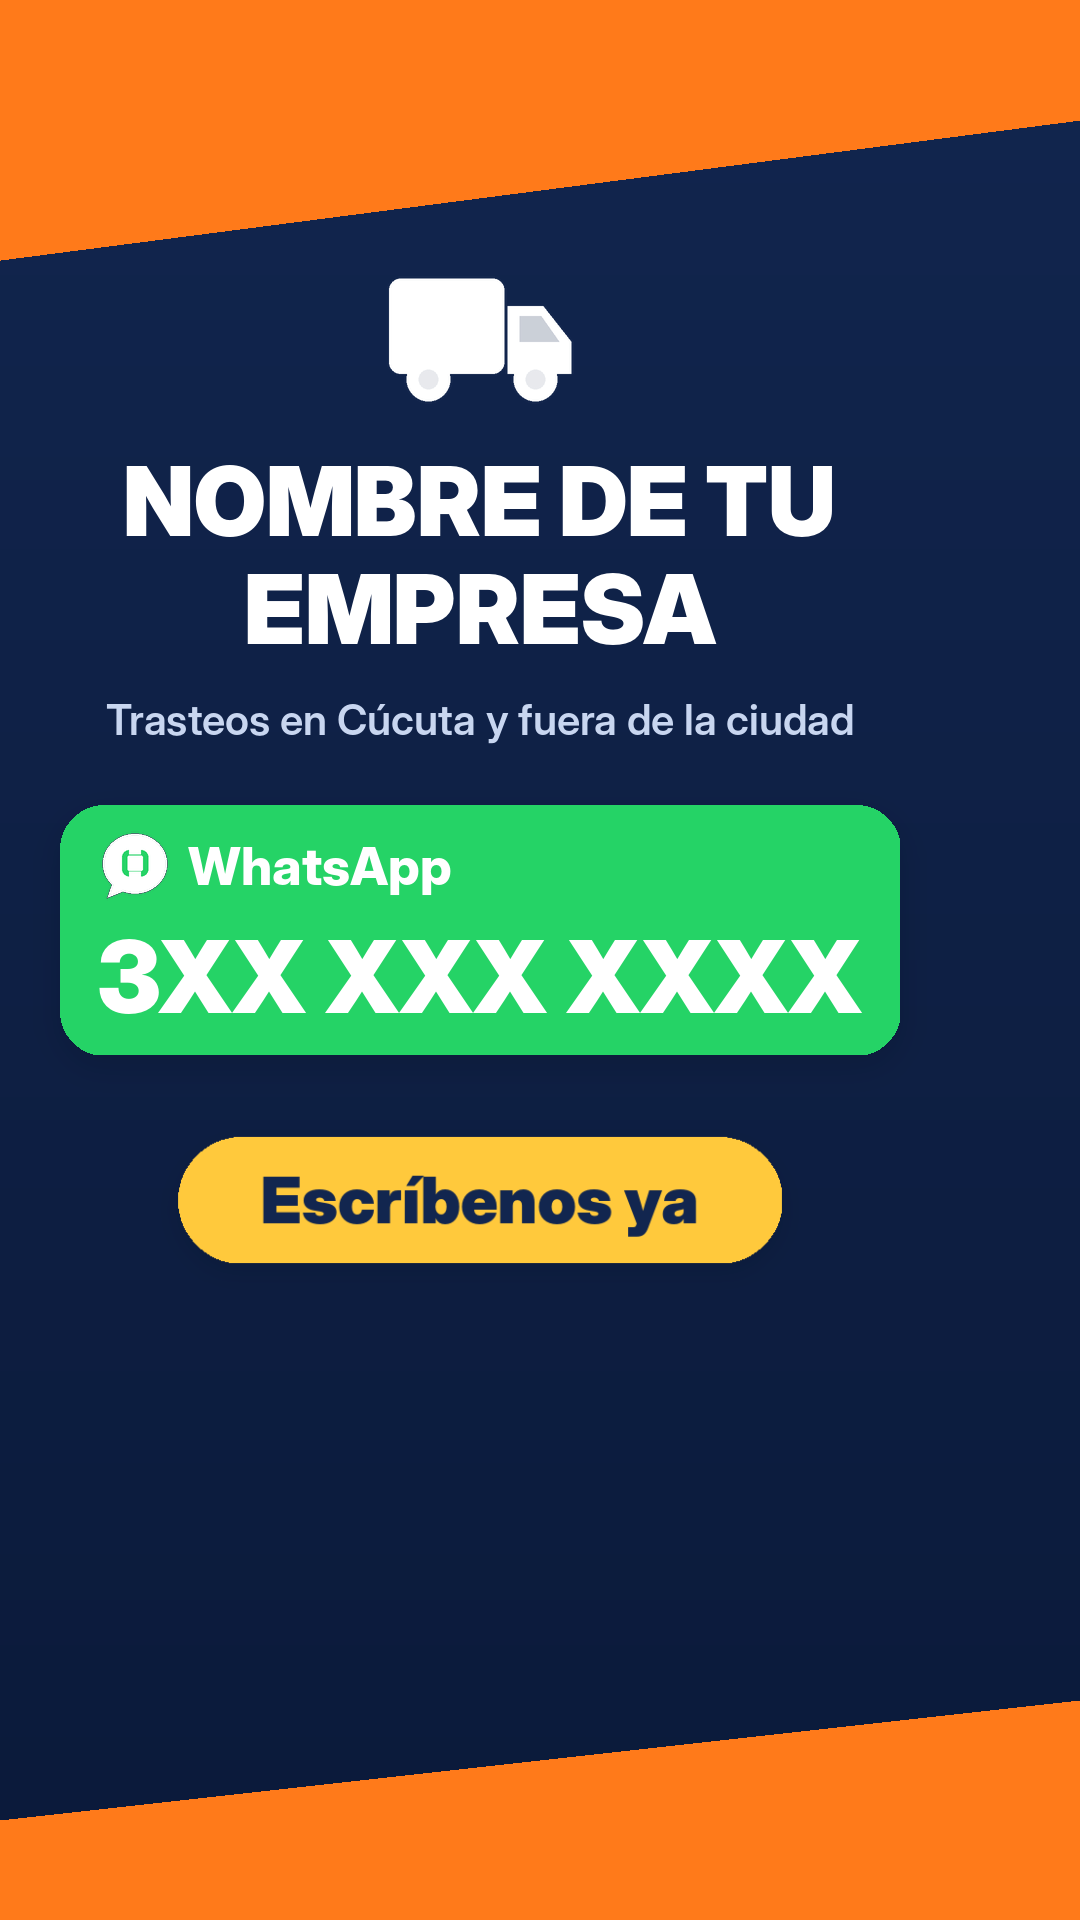 NOMBRE DE TU
EMPRESA
Trasteos en Cúcuta y fuera de la ciudad
WhatsApp
3XX XXX XXXX
Escríbenos ya